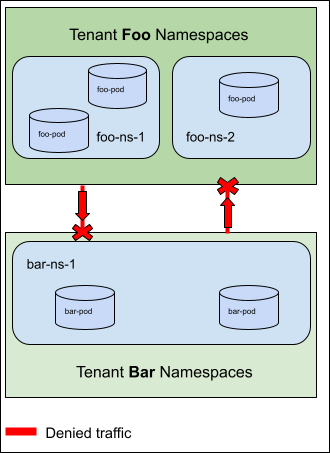 Tenant Foo Namespaces
foo-pod
foo-pod
foo-ns-1
foo-pod
foo-ns-2
bar-ns-1
bar-pod
bar-pod
Tenant Bar Namespaces
Denied traffic